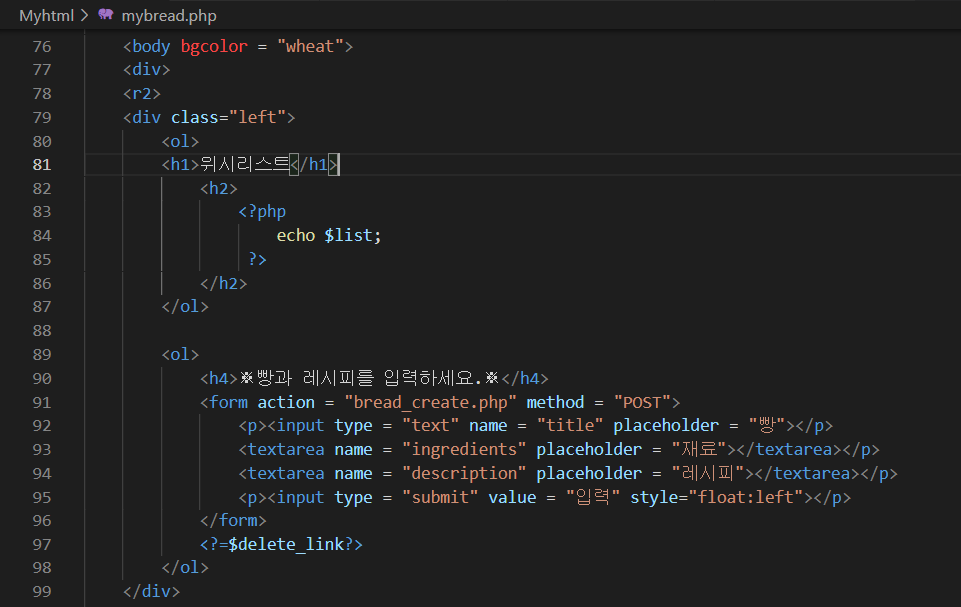 Myhtml > mybread.php
76 <body bgcolor = "wheat">
77 <div>
78 <r2>
79 <div class="left">
80 <ol>
81 <h1>위시리스트</h1>
82 <h2>
83 <?php
84 echo $list;
85 ?>
86 </h2>
87 </ol>
88
89 <ol>
90 <h4>※빵과 레시피를 입력하세요.※</h4>
91 <form action = "bread_create.php" method = "POST">
92 <p><input type = "text" name = "title" placeholder = "빵"></p>
93 <textarea name = "ingredients" placeholder = "재료"></textarea></p>
94 <textarea name = "description" placeholder = "레시피"></textarea></p>
95 <p><input type = "submit" value = "입력" style="float:left"></p>
96 </form>
97 <?=$delete_link?>
98 </ol>
99 </div>